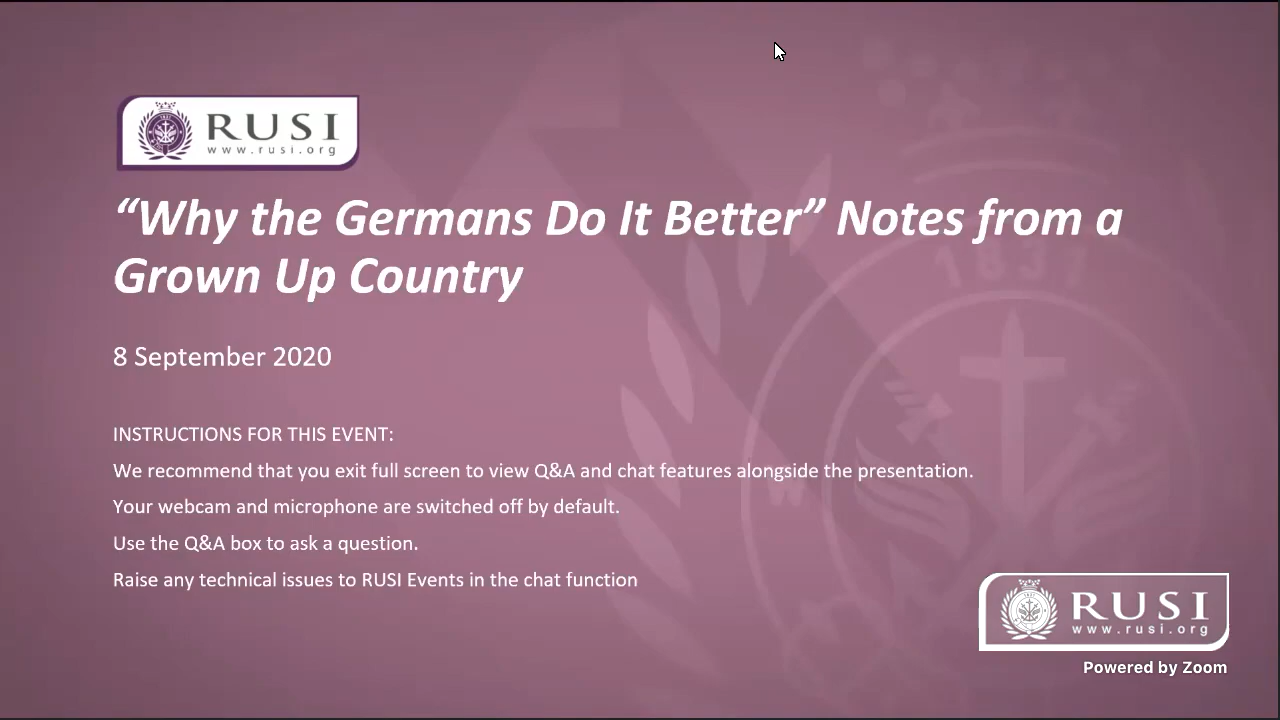 RUSI
www.rusi.org
“Why the Germans Do It Better” Notes from a
Grown Up Country
1831
8 September 2020
INSTRUCTIONS FOR THIS EVENT:
We recommend that you exit full screen to view Q&A and chat features alongside the presentation.
Your webcam and microphone are switched off by default.
Use the Q&A box to ask a question.
Raise any technical issues to RUSI Events in the chat function
RUSI
www.rusi.org
Powered by Zoom